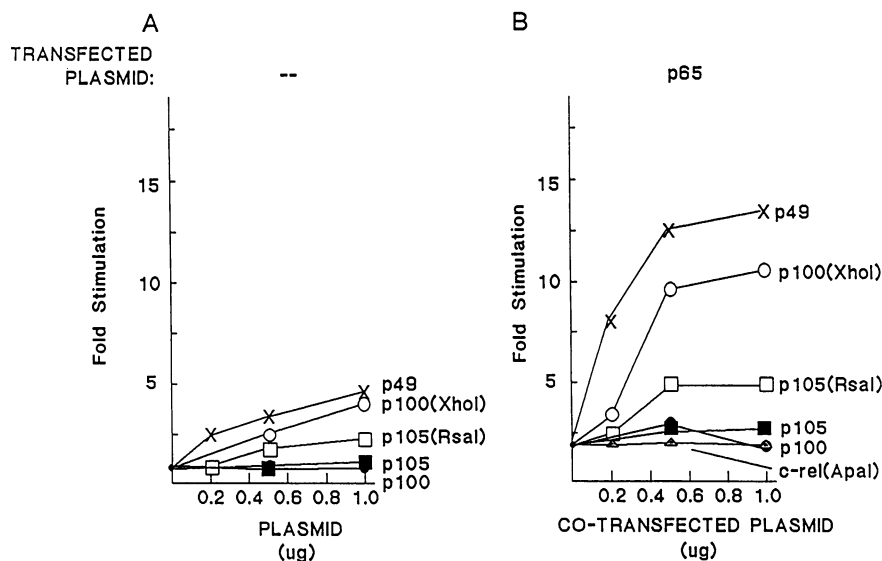 A
B
TRANSFECTED
PLASMID:
--
p65
Fold Stimulation
15
10
5
p49
p100(XhoI)
p105(RsaI)
p105
p100
0.2 0.4 0.6 0.8 1.0
PLASMID
(ug)
Fold Stimulation
15
10
5
p49
p100(XhoI)
p105(RsaI)
p105
p100
c-rel(ApaI)
0.2 0.4 0.6 0.8 1.0
CO-TRANSFECTED PLASMID
(ug)